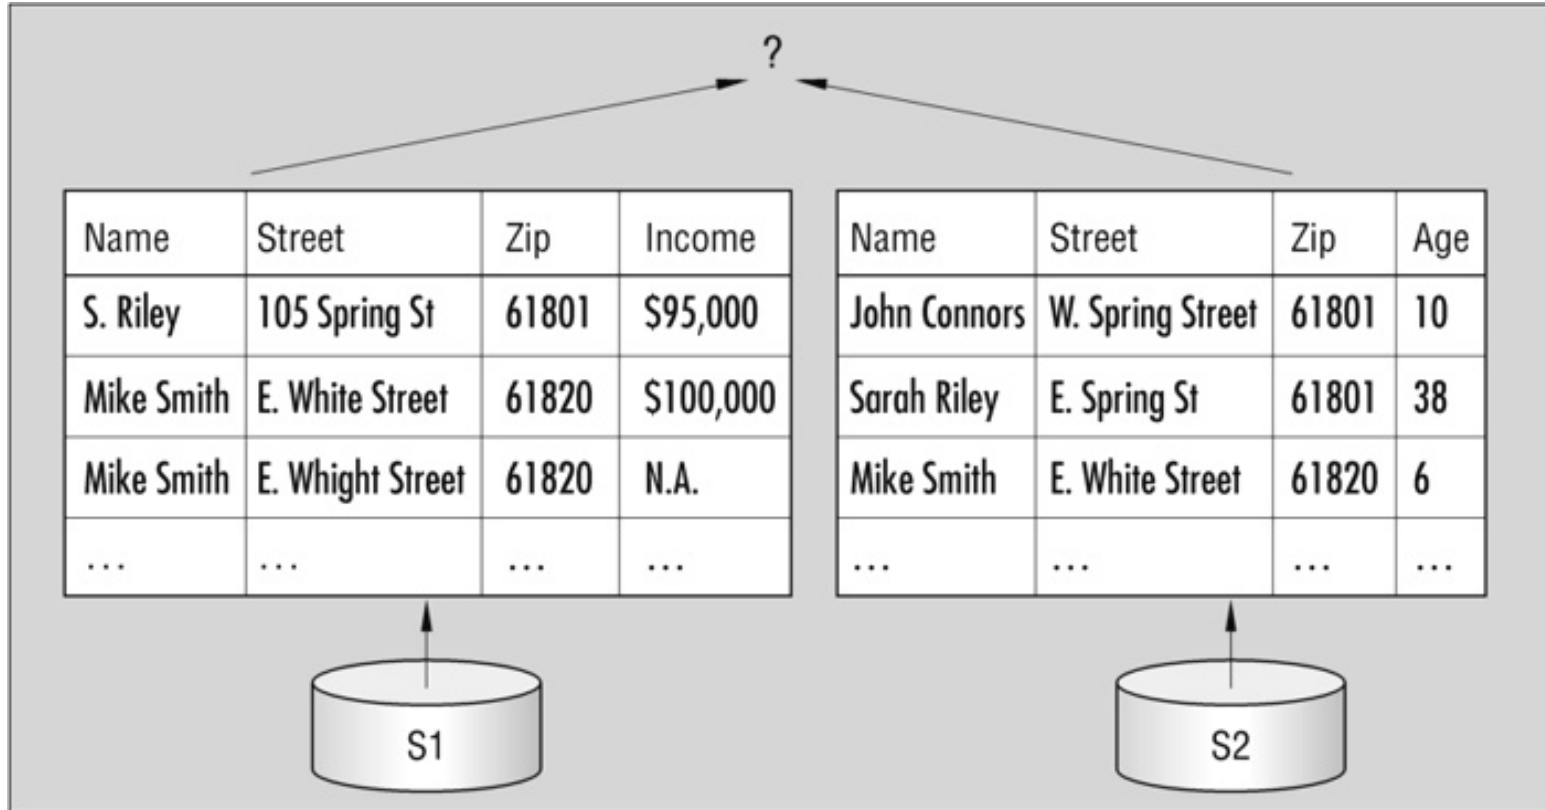 ?
Name Street Zip Income
S. Riley 105 Spring St 61801 $95,000
Mike Smith E. White Street 61820 $100,000
Mike Smith E. Whight Street 61820 N.A.
... ... ... ...
Name Street Zip Age
John Connors W. Spring Street 61801 10
Sarah Riley E. Spring St 61801 38
Mike Smith E. White Street 61820 6
... ... ... ...
S1
S2